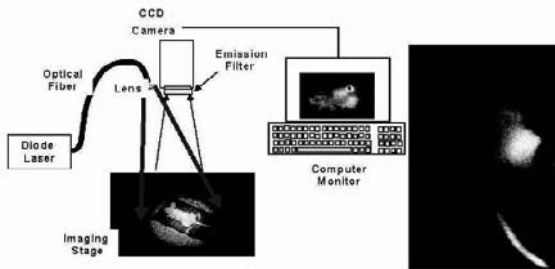 CCD
Camera
Emission
Filter
Optical
Fiber
Lens
Diode
Laser
Computer
Monitor
Imaging
Stage